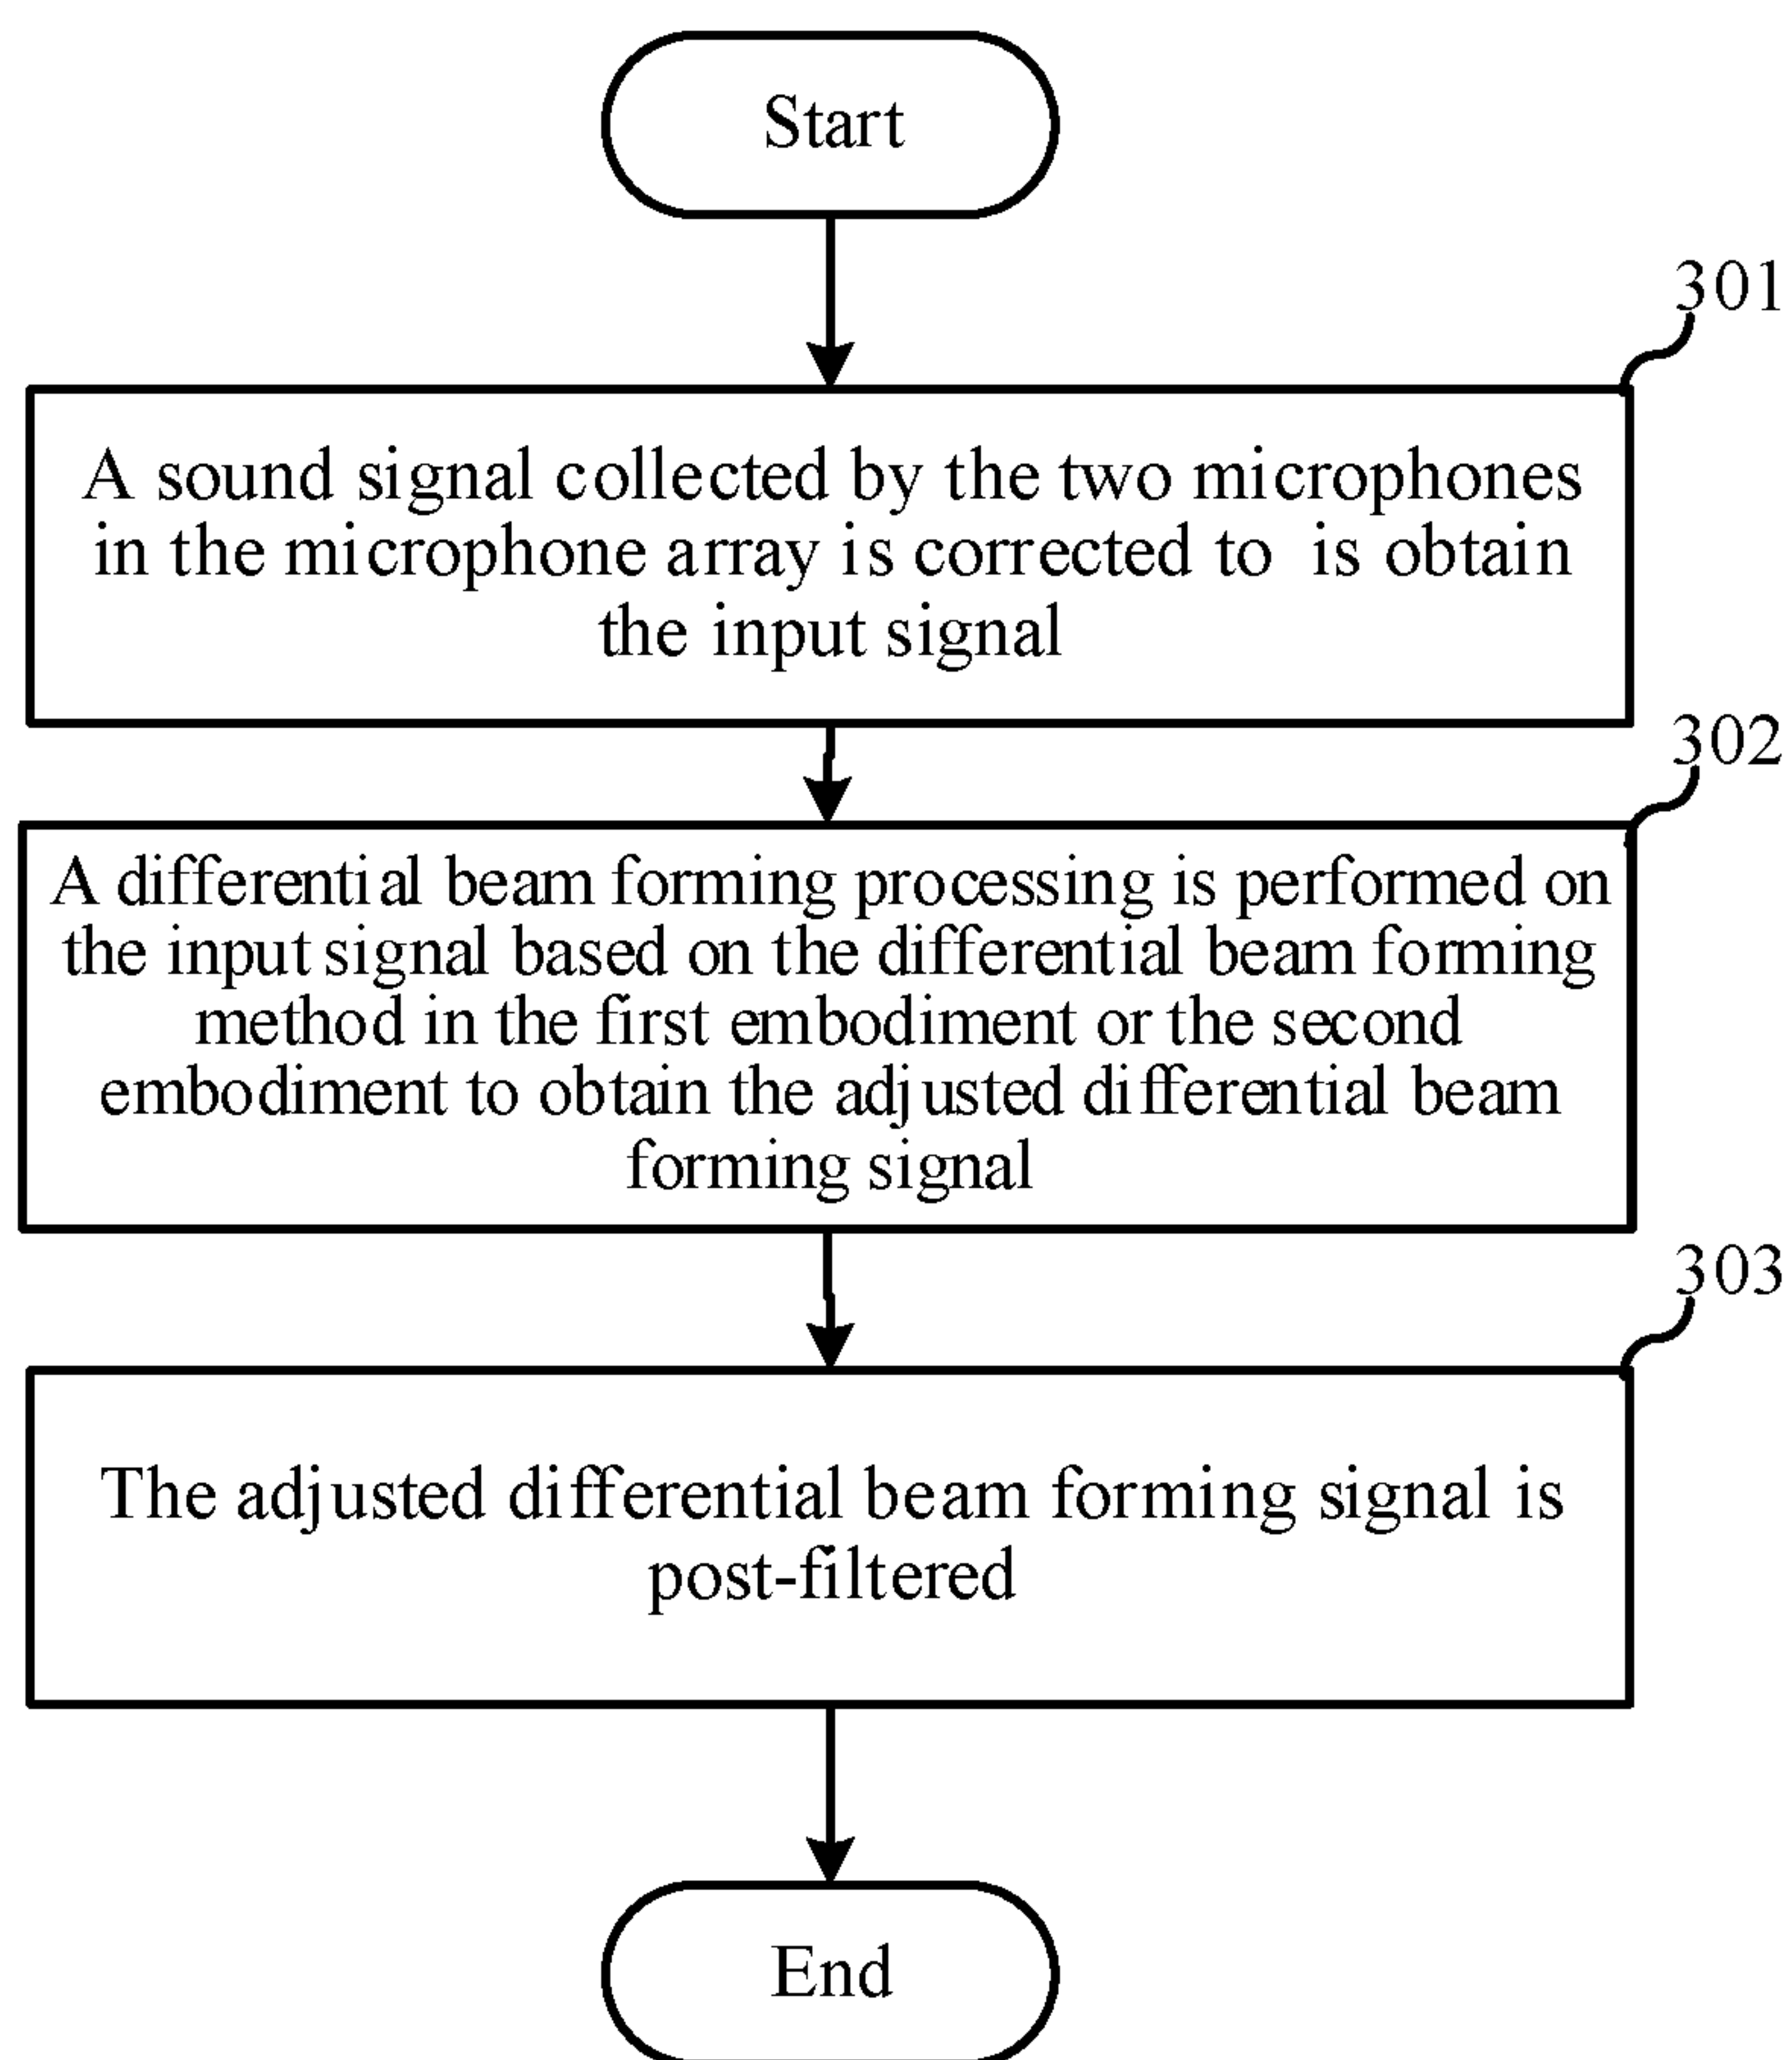 Start
301
A sound signal collected by the two microphones
in the microphone array is corrected to is obtain
the input signal
302
A differential beam forming processing is performed on
the input signal based on the differential beam forming
method in the first embodiment or the second
embodiment to obtain the adjusted differential beam
forming signal
303
The adjusted differential beam forming signal is
post-filtered
End